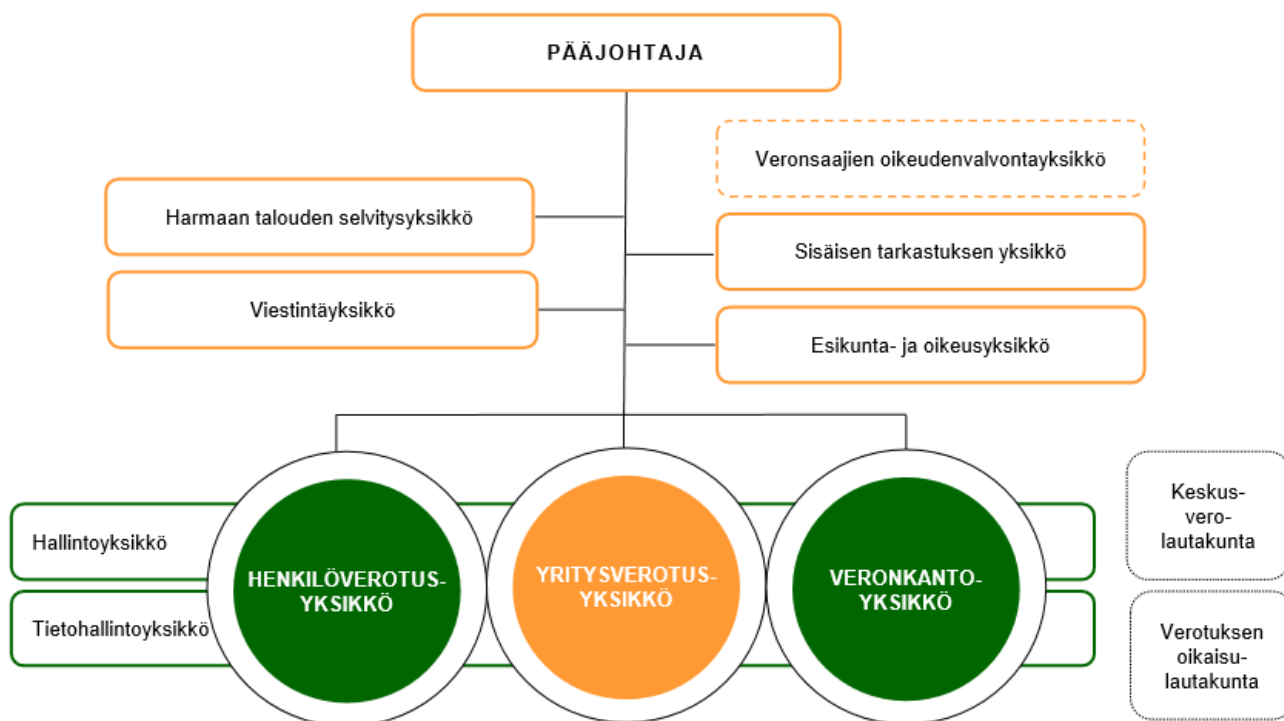 PÄÄJOHTAJA
Veronsaajien oikeudenvalvontayksikkö
Harmaan talouden selvitysyksikkö
Sisäisen tarkastuksen yksikkö
Viestintäyksikkö
Esikunta- ja oikeusyksikkö
Hallintoyksikkö
Tietohallintoyksikkö
HENKILÖVEROTUS-
YKSIKKÖ
YRITYSVEROTUS-
YKSIKKÖ
VERONKANTO-
YKSIKKÖ
Keskus-
vero-
lautakunta
Verotuksen
oikaisu-
lautakunta